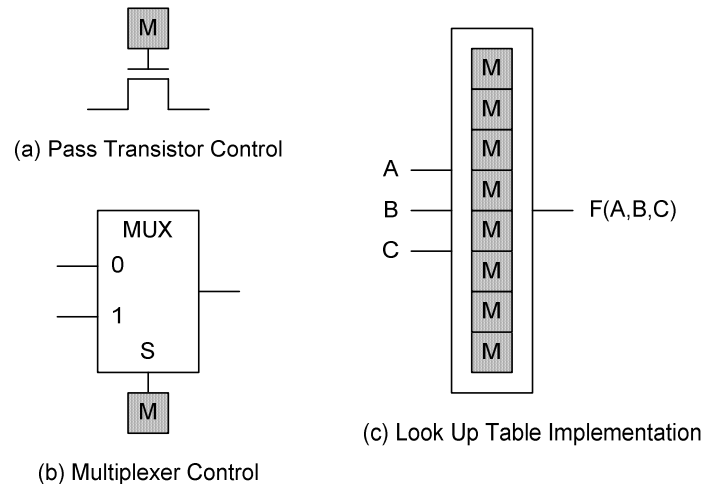 M
(a) Pass Transistor Control
MUX
0
1
S
M
(b) Multiplexer Control
M
M
M
M
M
M
M
M
A
B
C
F(A,B,C)
(c) Look Up Table Implementation